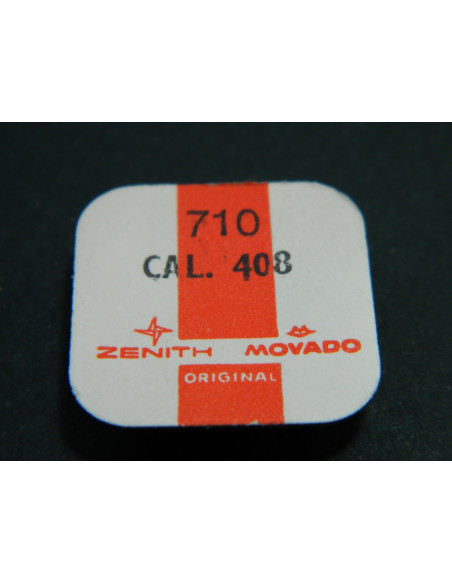 710
CAL. 408
ZENITH MOVADO
ORIGINAL